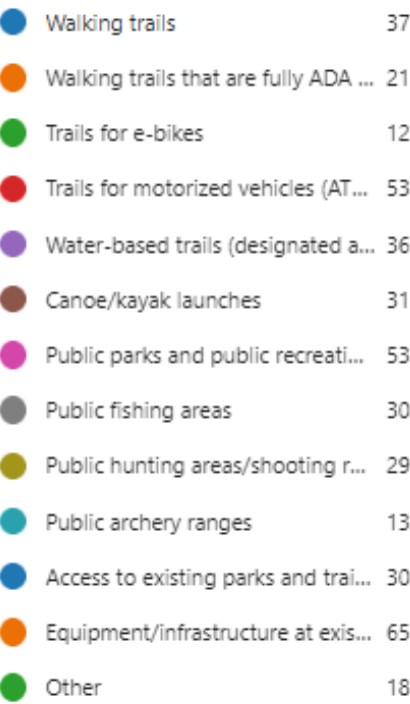 Walking trails 37
Walking trails that are fully ADA ... 21
Trails for e-bikes 12
Trails for motorized vehicles (AT... 53
Water-based trails (designated a... 36
Canoe/kayak launches 31
Public parks and public recreati... 53
Public fishing areas 30
Public hunting areas/shooting r... 29
Public archery ranges 13
Access to existing parks and trai... 30
Equipment/infrastructure at exis... 65
Other 18